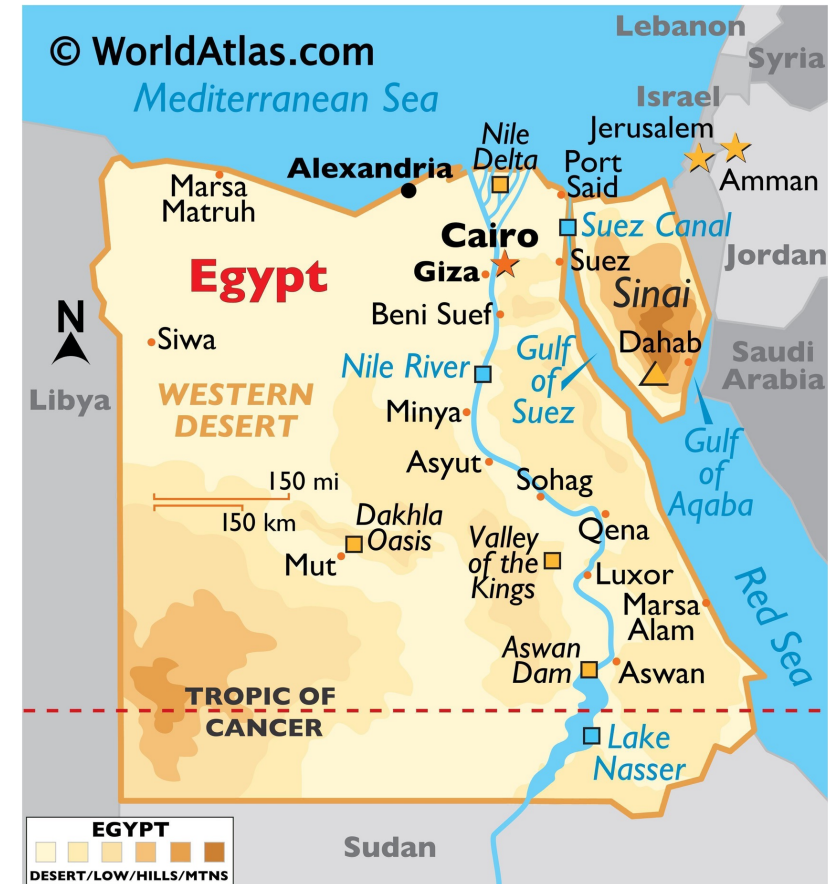 Lebanon
© WorldAtlas.com
Syria
Mediterranean Sea
Israel
Jerusalem
Nile
Delta
Alexandria
Port
Said
Amman
Marsa
Matruh
Suez Canal
Cairo
Jordan
Egypt
Giza
Suez
Sinai
N
Beni Suef
Siwa
Dahab
Saudi
Arabia
Nile River
Gulf
of
Suez
Libya
WESTERN
DESERT
Minya
Gulf
of
Aqaba
Asyut
150 mi
Sohag
150 km
Dakhla
Oasis
Qena
Valley
of the
Kings
Mut
Luxor
Red Sea
Marsa
Alam
Aswan
Dam
Aswan
TROPIC OF
CANCER
Lake
Nasser
EGYPT
Sudan
DESERT/LOW/HILLS/MTNS